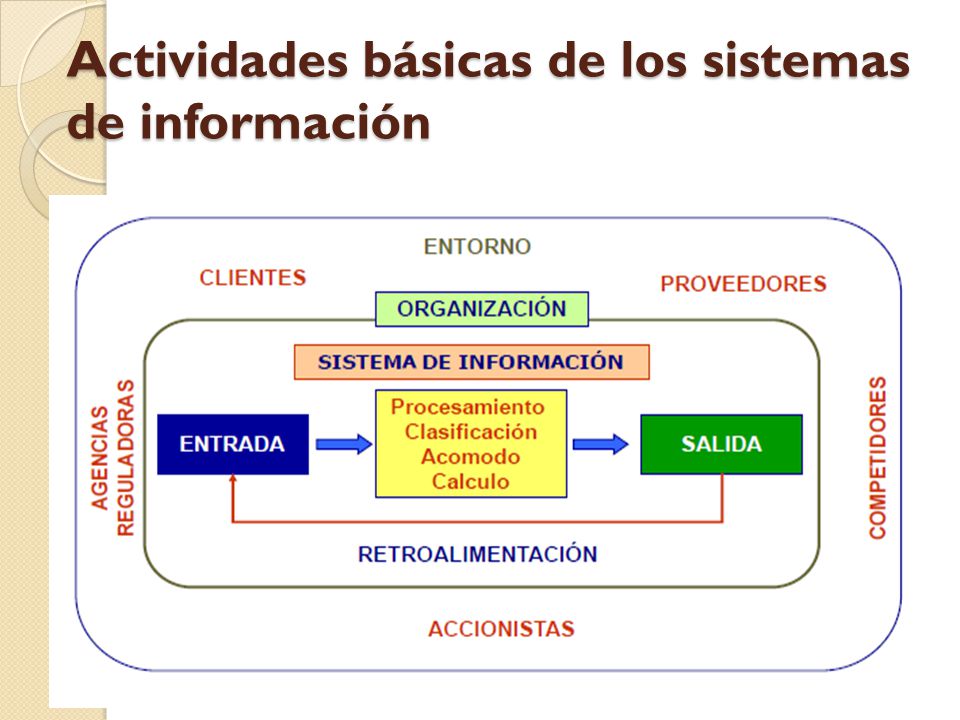 Actividades básicas de los sistemas
de información
ENTORNO
CLIENTES
PROVEEDORES
ORGANIZACIÓN
SISTEMA DE INFORMACIÓN
AGENCIAS
REGULADORAS
ENTRADA
Procesamiento
Clasificación
Acomodo
Calculo
SALIDA
COMPETIDORES
RETROALIMENTACIÓN
ACCIONISTAS